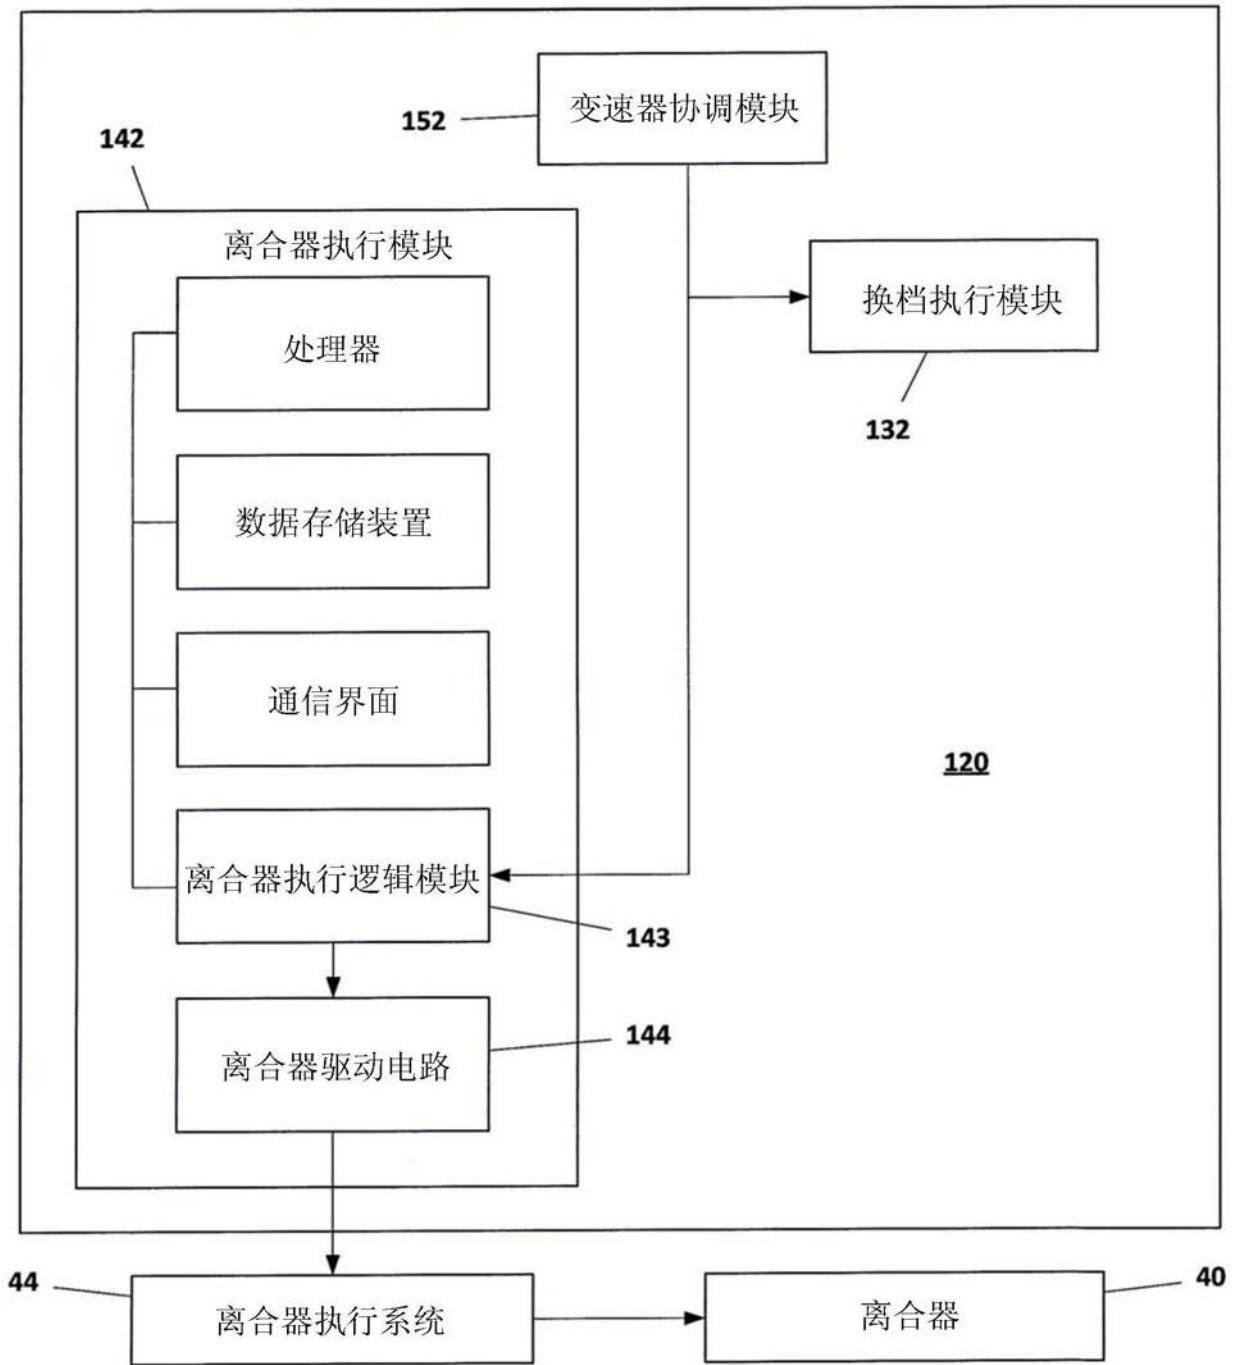 变速器协调模块
152
142
离合器执行模块
处理器
换档执行模块
132
数据存储装置
通信界面
120
离合器执行逻辑模块
143
离合器驱动电路
144
44
离合器执行系统
离合器
40